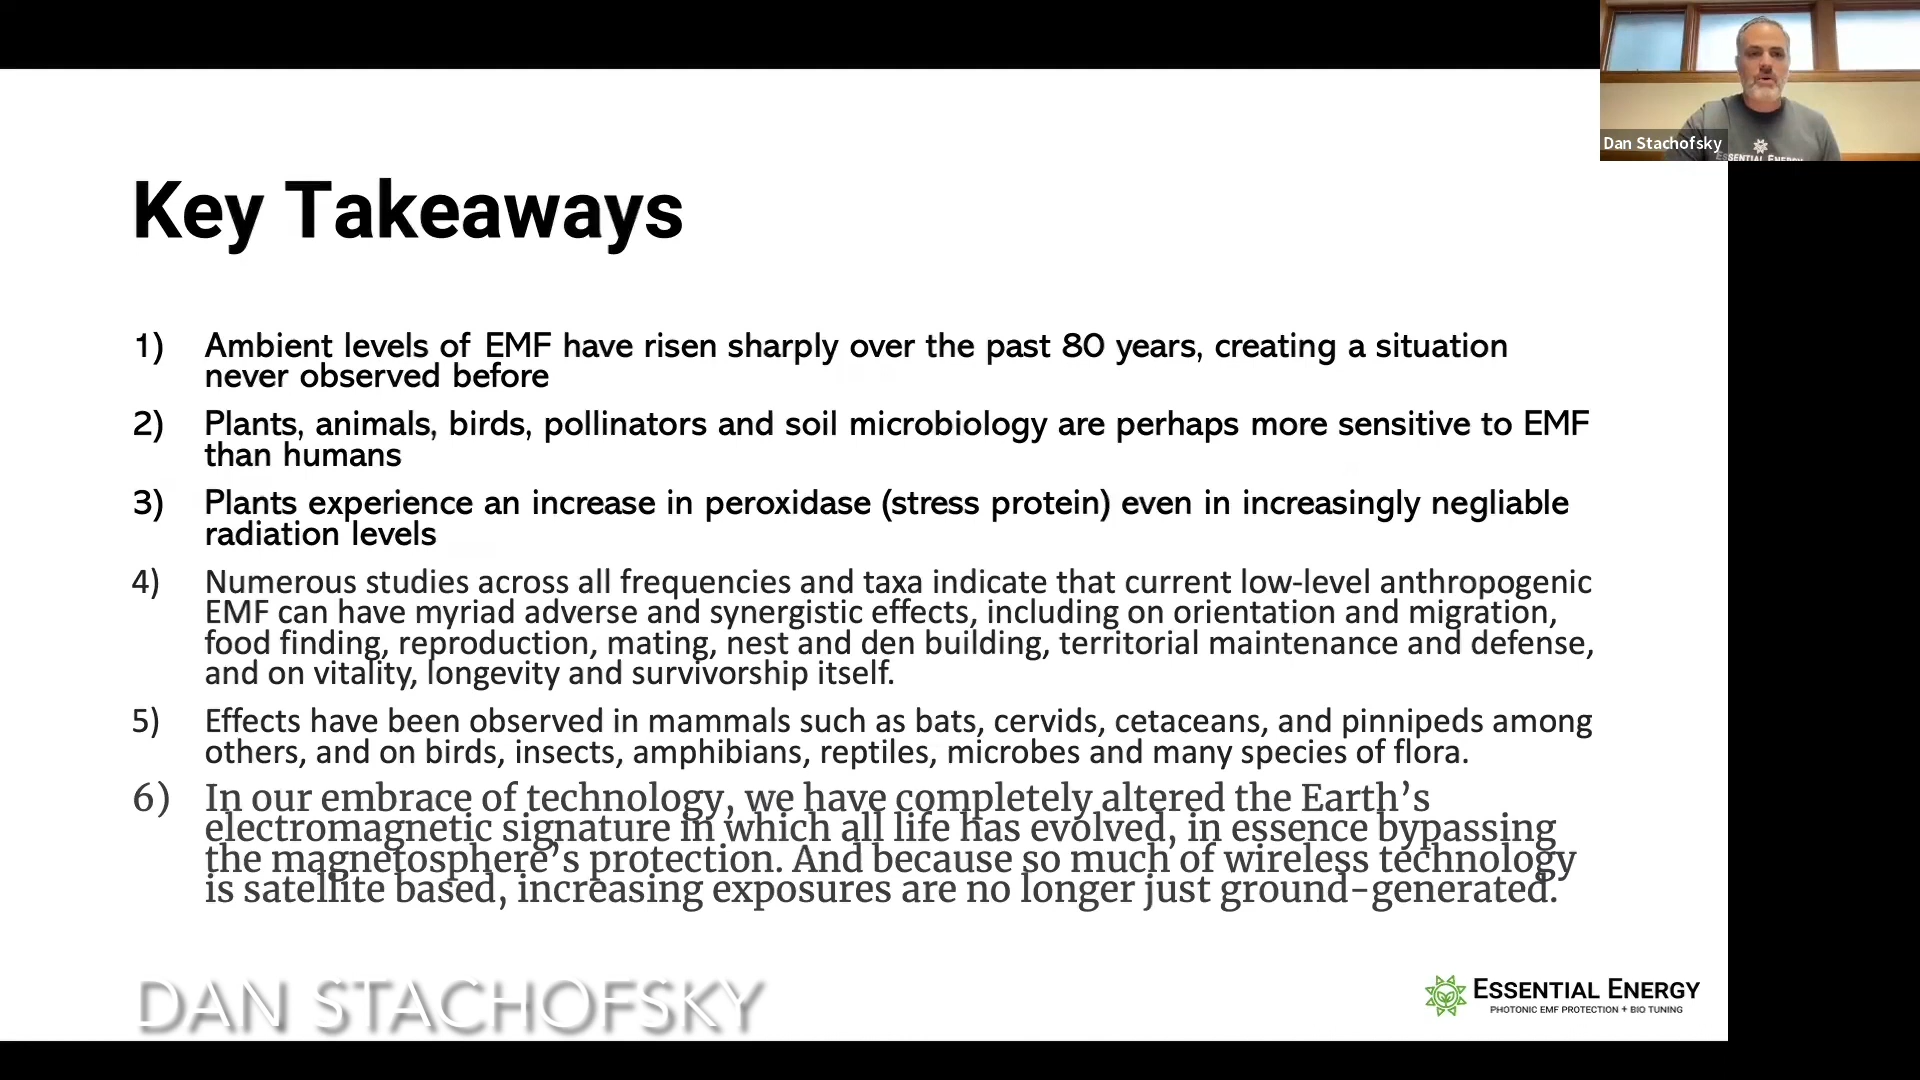 Dan Stachofsky
ESSENTIAL ENERGY
Key Takeaways
1) Ambient levels of EMF have risen sharply over the past 80 years, creating a situation
never observed before
2) Plants, animals, birds, pollinators and soil microbiology are perhaps more sensitive to EMF
than humans
3) Plants experience an increase in peroxidase (stress protein) even in increasingly negliable
radiation levels
4) Numerous studies across all frequencies and taxa indicate that current low-level anthropogenic
EMF can have myriad adverse and synergistic effects, including on orientation and migration,
food finding, reproduction, mating, nest and den building, territorial maintenance and defense,
and on vitality, longevity and survivorship itself.
5) Effects have been observed in mammals such as bats, cervids, cetaceans, and pinnipeds among
others, and on birds, insects, amphibians, reptiles, microbes and many species of flora.
6) In our embrace of technology, we have completely altered the Earth’s
electromagnetic signature in which all life has evolved, in essence bypassing
the magnetosphere’s protection. And because so much of wireless technology
is satellite based, increasing exposures are no longer just ground-generated.
DAN STACHOFSKY
ESSENTIAL ENERGY
PHOTONIC EMF PROTECTION + BIO TUNING